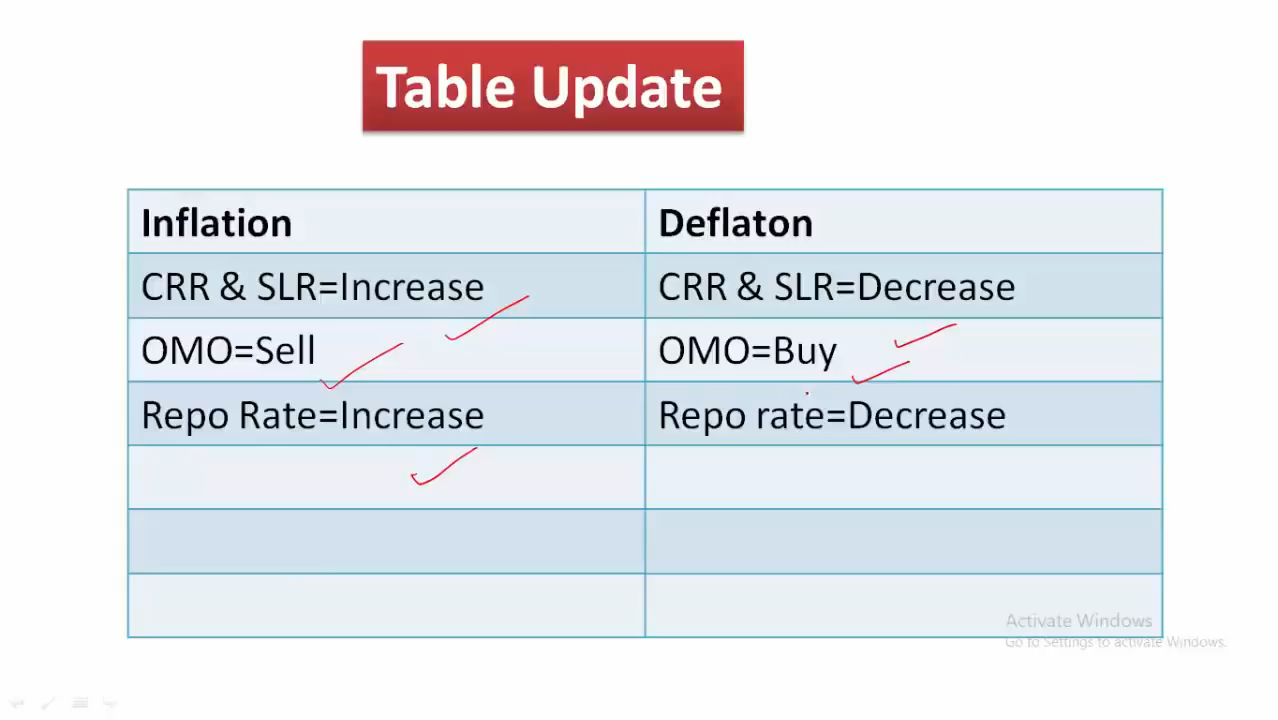 Table Update
Inflation
Deflaton
CRR & SLR=Increase
CRR & SLR=Decrease
OMO=Sell
OMO=Buy
Repo Rate=Increase
Repo rate=Decrease
Activate Windows
Go to Settings to activate Windows.